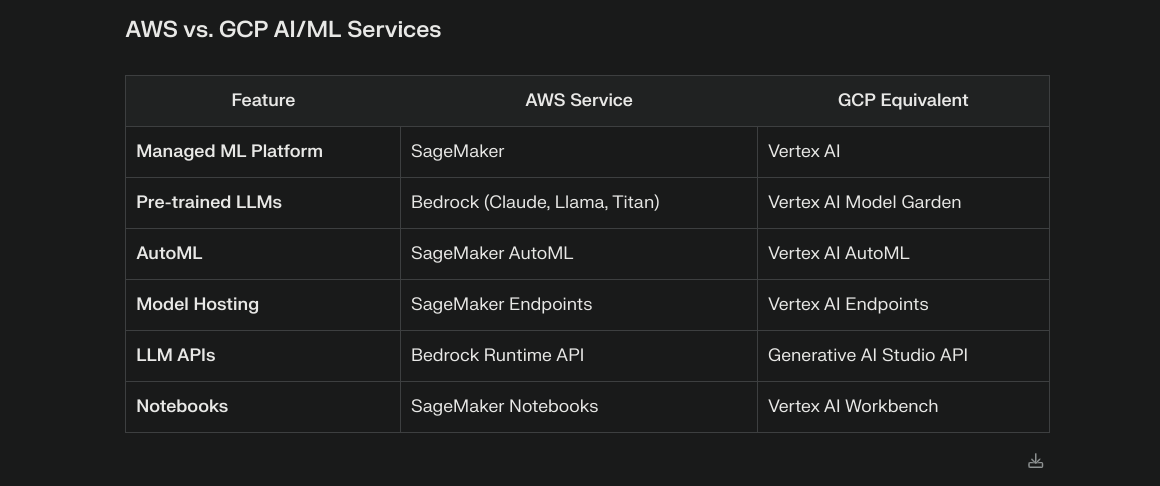 AWS vs. GCP AI/ML Services
Feature AWS Service GCP Equivalent
Managed ML Platform SageMaker Vertex AI
Pre-trained LLMs Bedrock (Claude, Llama, Titan) Vertex AI Model Garden
AutoML SageMaker AutoML Vertex AI AutoML
Model Hosting SageMaker Endpoints Vertex AI Endpoints
LLM APIs Bedrock Runtime API Generative AI Studio API
Notebooks SageMaker Notebooks Vertex AI Workbench